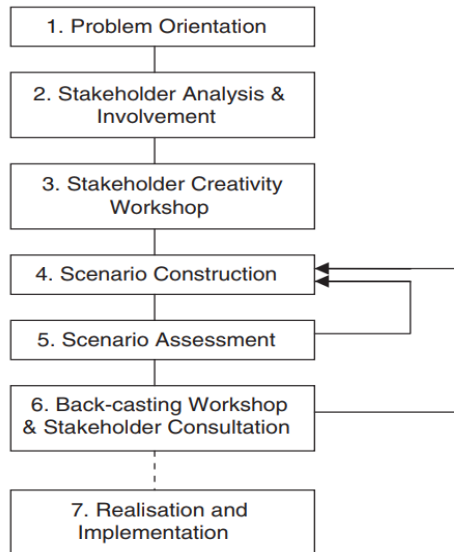 1. Problem Orientation
2. Stakeholder Analysis &
Involvement
3. Stakeholder Creativity
Workshop
4. Scenario Construction
5. Scenario Assessment
6. Back-casting Workshop
& Stakeholder Consultation
7. Realisation and
Implementation